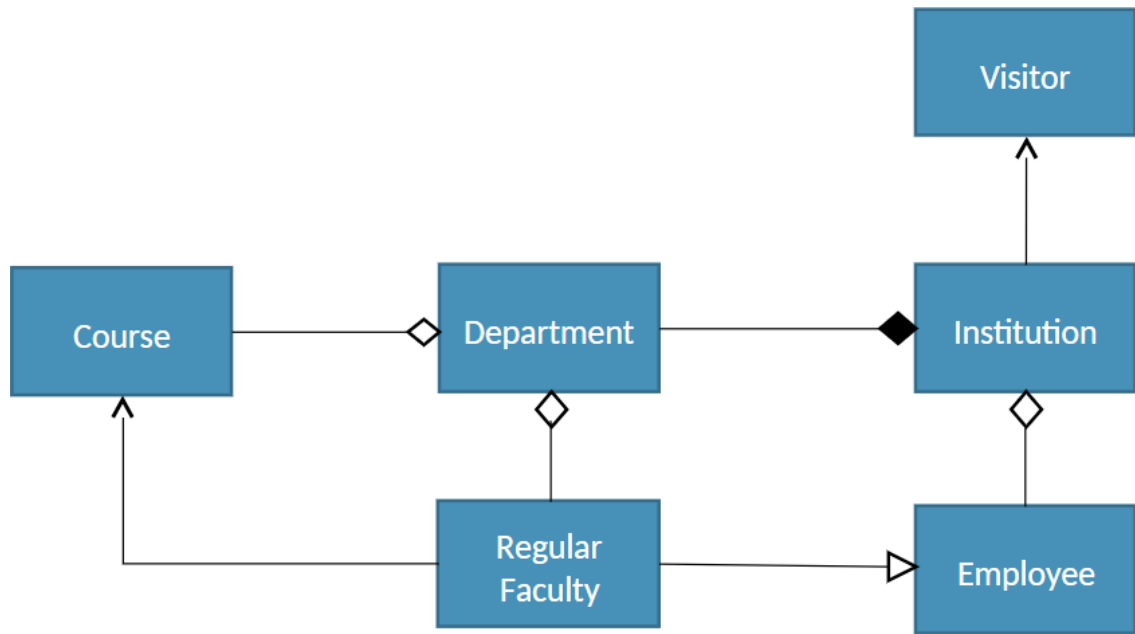 Visitor
Course
Department
Institution
Regular
Faculty
Employee